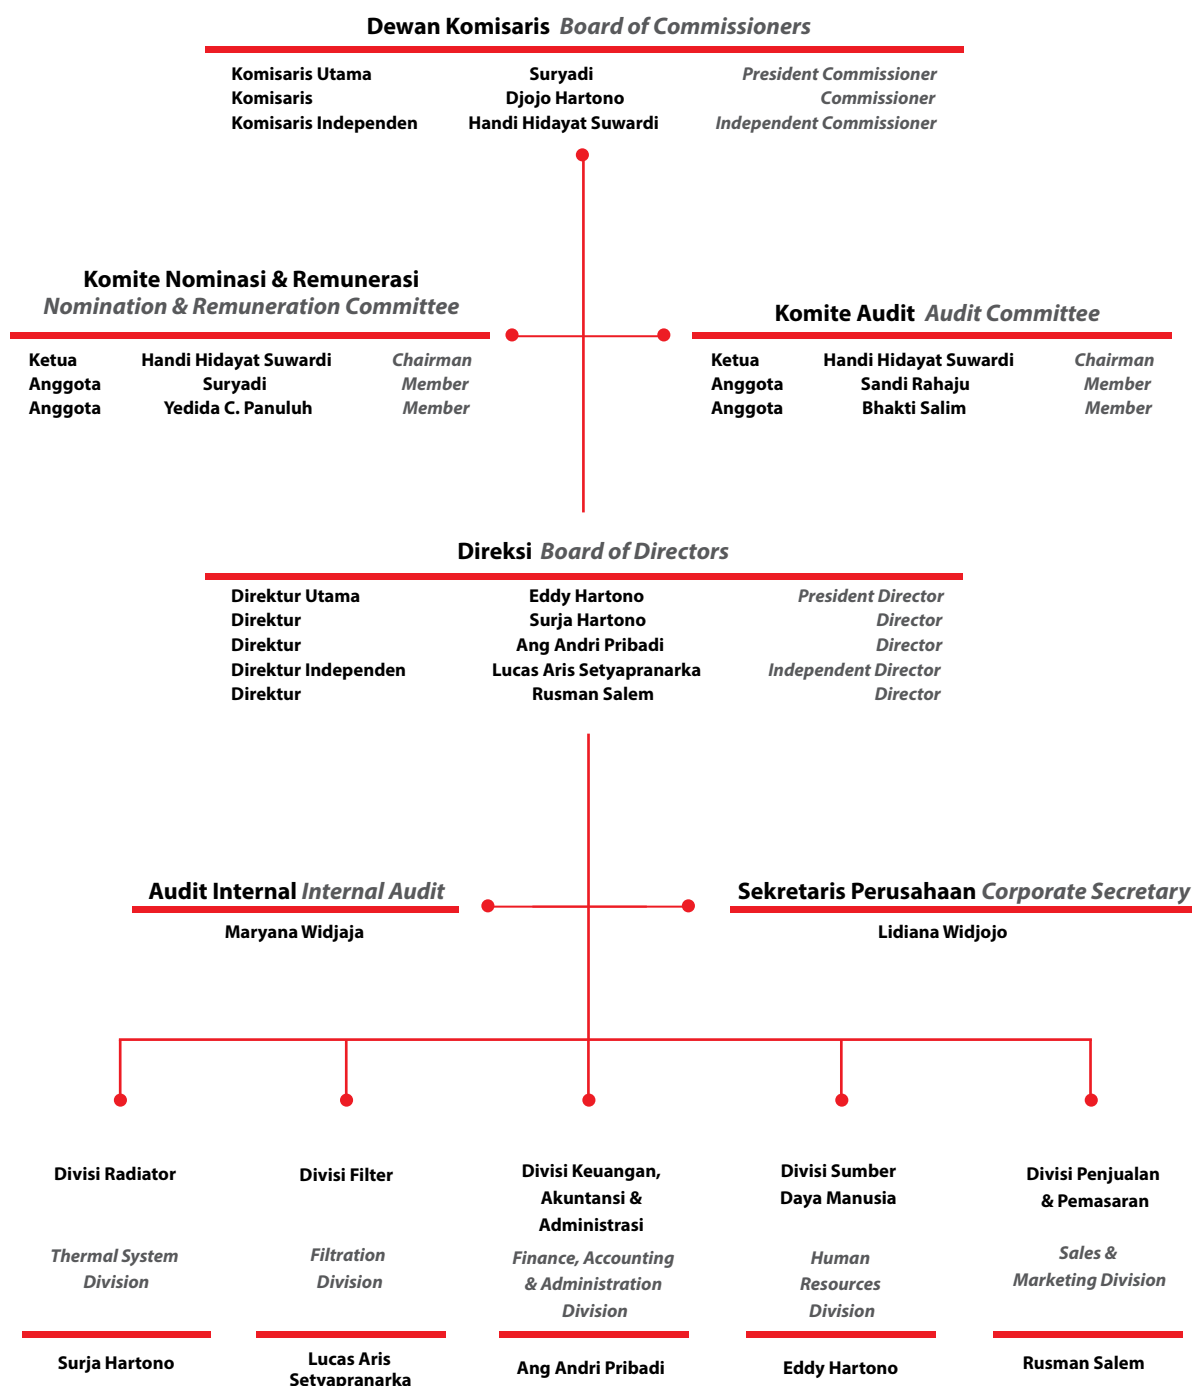 Dewan Komisaris Board of Commissioners
Komisaris Utama Suryadi President Commissioner
Komisaris Djojo Hartono Commissioner
Komisaris Independen Handi Hidayat Suwardi Independent Commissioner
Komite Nominasi & Remunerasi
Nomination & Remuneration Committee
Ketua Handi Hidayat Suwardi Chairman
Anggota Suryadi Member
Anggota Yedida C. Panuluh Member
Komite Audit Audit Committee
Ketua Handi Hidayat Suwardi Chairman
Anggota Sandi Rahaju Member
Anggota Bhakti Salim Member
Direksi Board of Directors
Direktur Utama Eddy Hartono President Director
Direktur Surja Hartono Director
Direktur Ang Andri Pribadi Director
Direktur Independen Lucas Aris Setyapranarka Independent Director
Direktur Rusman Salem Director
Audit Internal Internal Audit
Maryana Widjaja
Sekretaris Perusahaan Corporate Secretary
Lidiana Widjojo
Divisi Radiator
Thermal System
Division
Surja Hartono
Divisi Filter
Filtration
Division
Lucas Aris
Setyapranarka
Divisi Keuangan,
Akuntansi &
Administrasi
Finance, Accounting
& Administration
Division
Ang Andri Pribadi
Divisi Sumber
Daya Manusia
Human
Resources
Division
Eddy Hartono
Divisi Penjualan
& Pemasaran
Sales &
Marketing Division
Rusman Salem